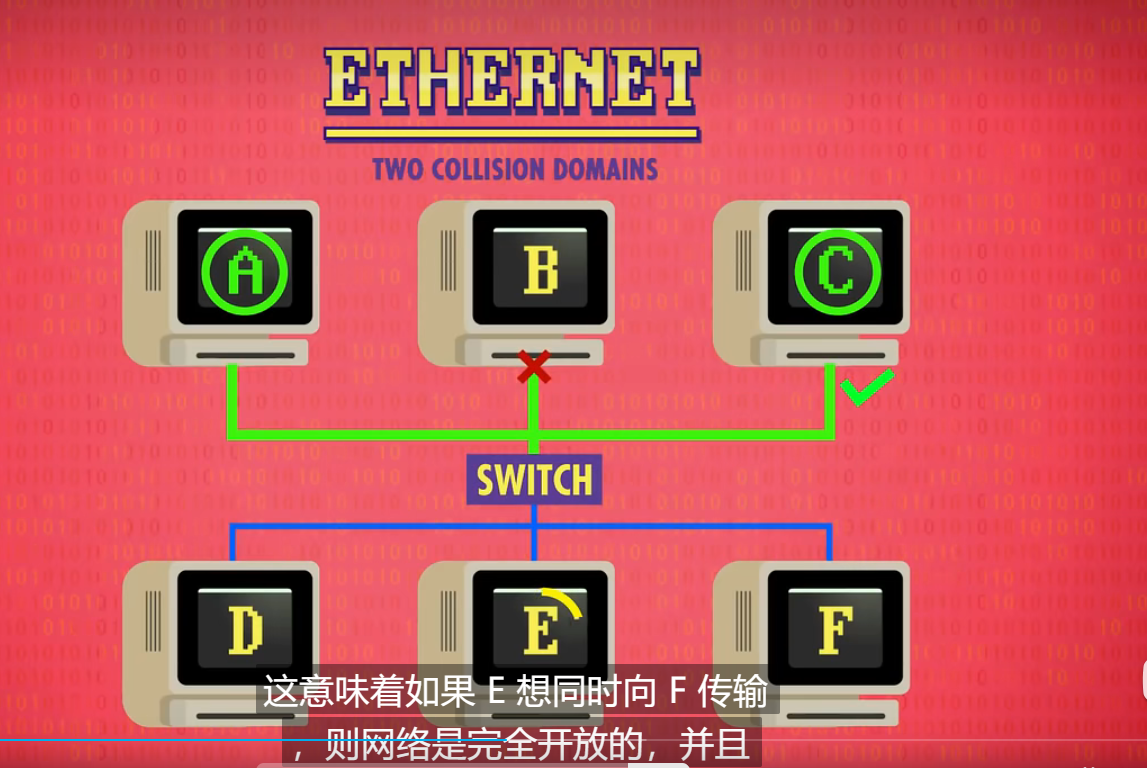 ETHERNET
TWO COLLISION DOMAINS
A
B
C
SWITCH
D
E
F
这意味着如果 E 想同时向 F 传输
，则网络是完全开放的，并且